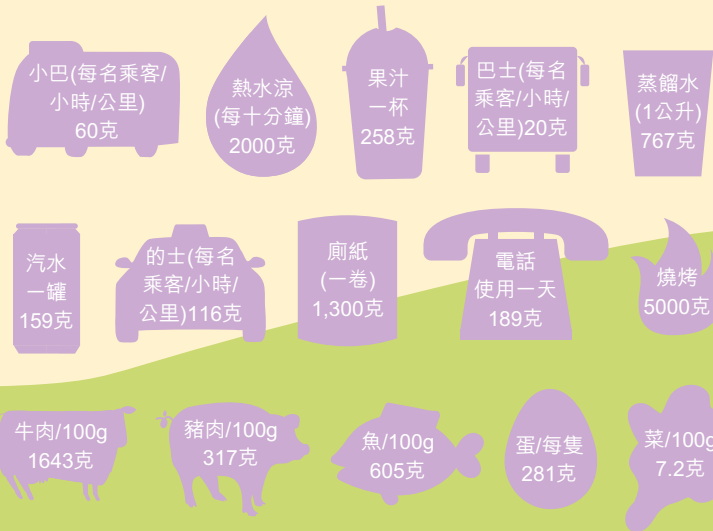 小巴(每名乘客/
小時/公里)
60克
熱水涼
(每十分鐘)
2000克
果汁
一杯
258克
巴士(每名
乘客/小時/
公里)20克
蒸餾水
(1公升)
767克
汽水
一罐
159克
的士(每名
乘客/小時/
公里)116克
廁紙
(一卷)
1,300克
電話
使用一天
189克
燒烤
5000克
牛肉/100g
1643克
豬肉/100g
317克
魚/100g
605克
蛋/每隻
281克
菜/100g
7.2克